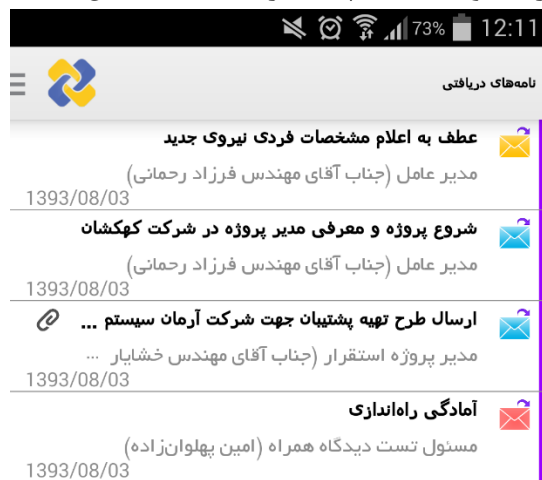 73% 12:11
نامه‌های دریافتی
عطف به اعلام مشخصات فردی نیروی جدید
مدیر عامل (جناب آقای مهندس فرزاد رحمانی)
1393/08/03
شروع پروژه و معرفی مدیر پروژه در شرکت کهکشان
مدیر عامل (جناب آقای مهندس فرزاد رحمانی)
1393/08/03
ارسال طرح تهیه پشتیبان جهت شرکت آرمان سیستم ...
مدیر پروژه استقرار (جناب آقای مهندس خشایار ...
1393/08/03
آمادگی راه‌اندازی
مسئول تست دیدگاه همراه (امین پهلوان‌زاده)
1393/08/03